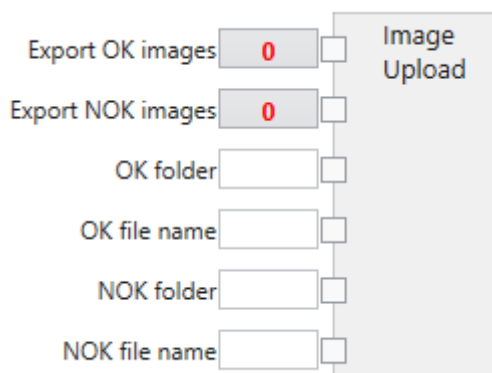 Export OK images 0
Image
Upload
Export NOK images 0
OK folder
OK file name
NOK folder
NOK file name